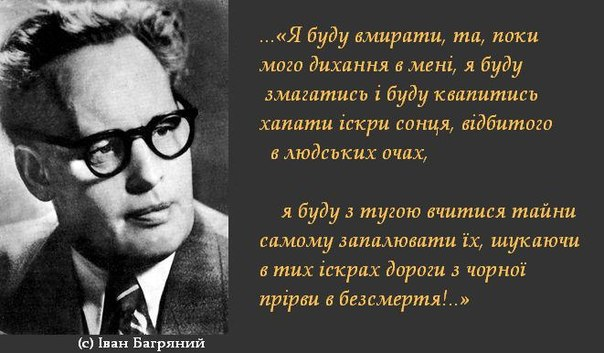 ...«Я буду вмирати, та, поки
мого дихання в мені, я буду
змагатись і буду квапитись
хапати іскри сонця, відбитого
в людських очах,
я буду з тугою вчитися тайни
самому запалювати їх, шукаючи
в тих іскрах дороги з чорної
прірви в безсмертя!..»
(с) Іван Багряний